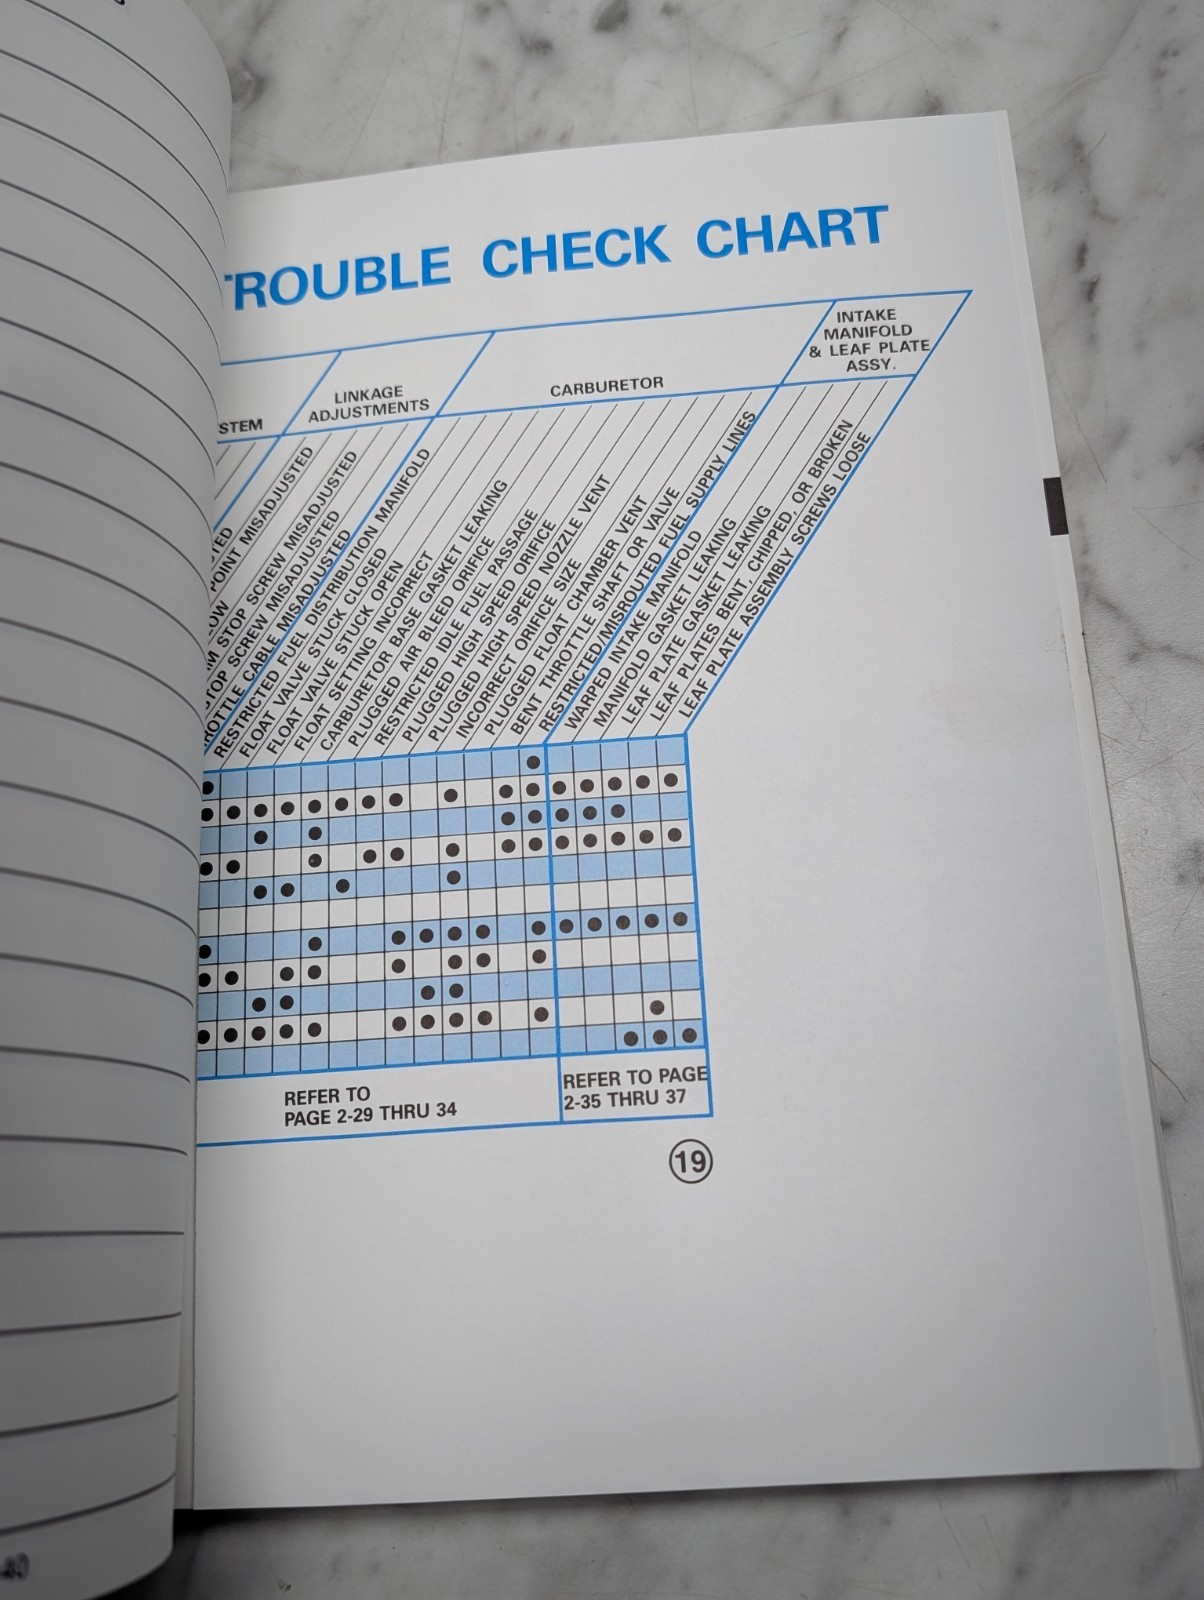 TROUBLE CHECK CHART
STEM
LINKAGE
ADJUSTMENTS
CARBURETOR
INTAKE
MANIFOLD
& LEAF PLATE
ASSY.
POINT MISADJUSTED
STOP SCREW MISADJUSTED
STOP SCREW MISADJUSTED
CABLE MISADJUSTED
RESTRICTED FUEL DISTRIBUTION MANIFOLD
FLOAT VALVE STUCK CLOSED
FLOAT VALVE STUCK OPEN
FLOAT SETTING INCORRECT
CARBURETOR BASE GASKET LEAKING
PLUGGED AIR BLEED ORIFICE
RESTRICTED IDLE FUEL PASSAGE
PLUGGED HIGH SPEED ORIFICE
PLUGGED HIGH SPEED NOZZLE VENT
INCORRECT ORIFICE SIZE
PLUGGED FLOAT CHAMBER VENT
BENT THROTTLE SHAFT OR VALVE
RESTRICTED/MISROUTED FUEL SUPPLY LINES
WARPED INTAKE MANIFOLD
MANIFOLD GASKET LEAKING
LEAF PLATE GASKET LEAKING
LEAF PLATES BENT, CHIPPED, OR BROKEN
LEAF PLATE ASSEMBLY SCREWS LOOSE
REFER TO
PAGE 2-29 THRU 34
REFER TO PAGE
2-35 THRU 37
19